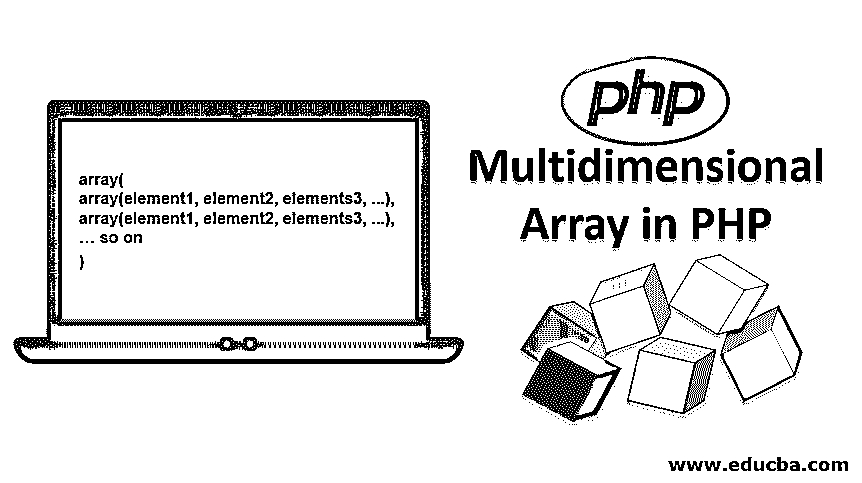 array(
array(element1, element2, elements3, ...),
array(element1, element2, elements3, ...),
... so on
)
php
Multidimensional
Array in PHP
www.educba.com